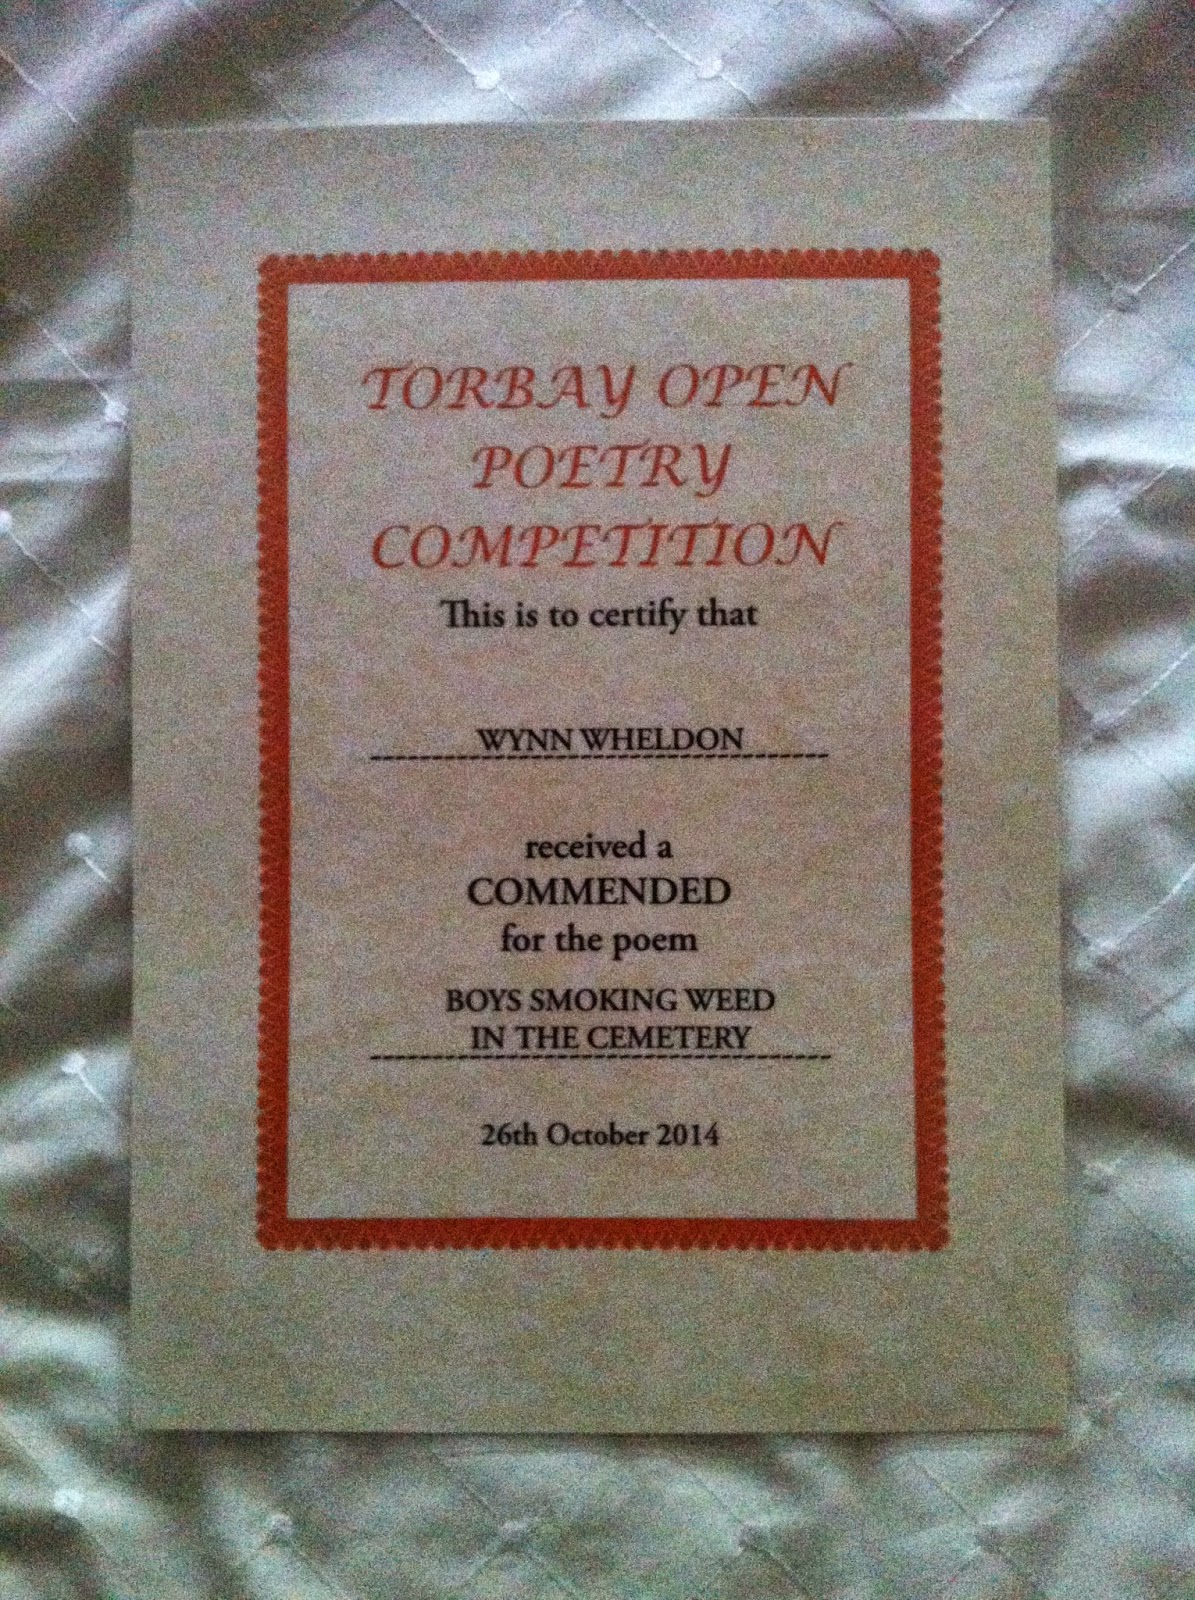 TORBAY OPEN
POETRY
COMPETITION
This is to certify that
WYNN WHELDON
received a
COMMENDED
for the poem
BOYS SMOKING WEED
IN THE CEMETERY
26th October 2014